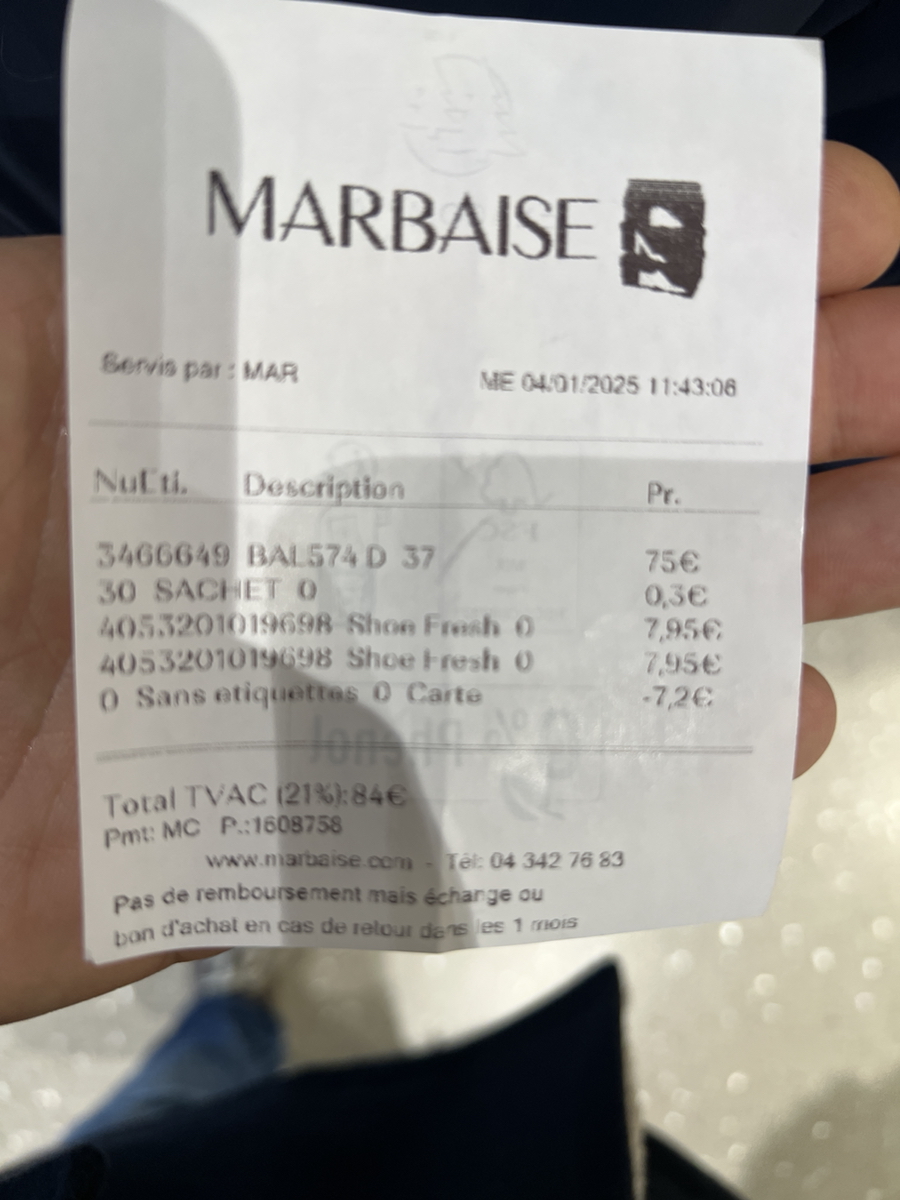 MARBAISE
Servis par : MAR
ME 04/01/2025 11:43:06
Description Pr.
3466649 BAL574 D 37 75€
30 SACHET 0 0,3€
4053201019698 Shoe Fresh 0 7,95€
4053201019698 Shoe Fresh 0 7,95€
0 Sans etiquettes 0 Carte -7,2€
Total TVAC (21%):84€
Pmt: MC P.:1608758
www.marbaise.com - Tél: 04 342 76 83
Pas de remboursement mais échange ou
bon d'achat en cas de retour dans les 1 mois